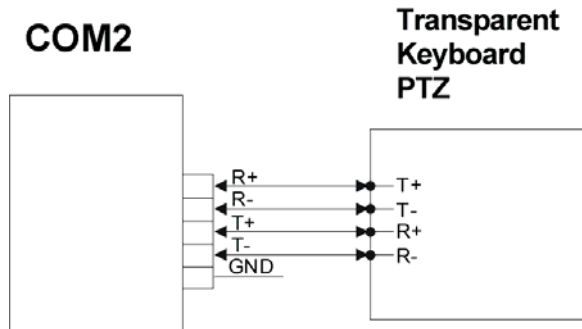 COM2
Transparent
Keyboard
PTZ
R+
T+
R-
T-
T+
R+
T-
R-
GND